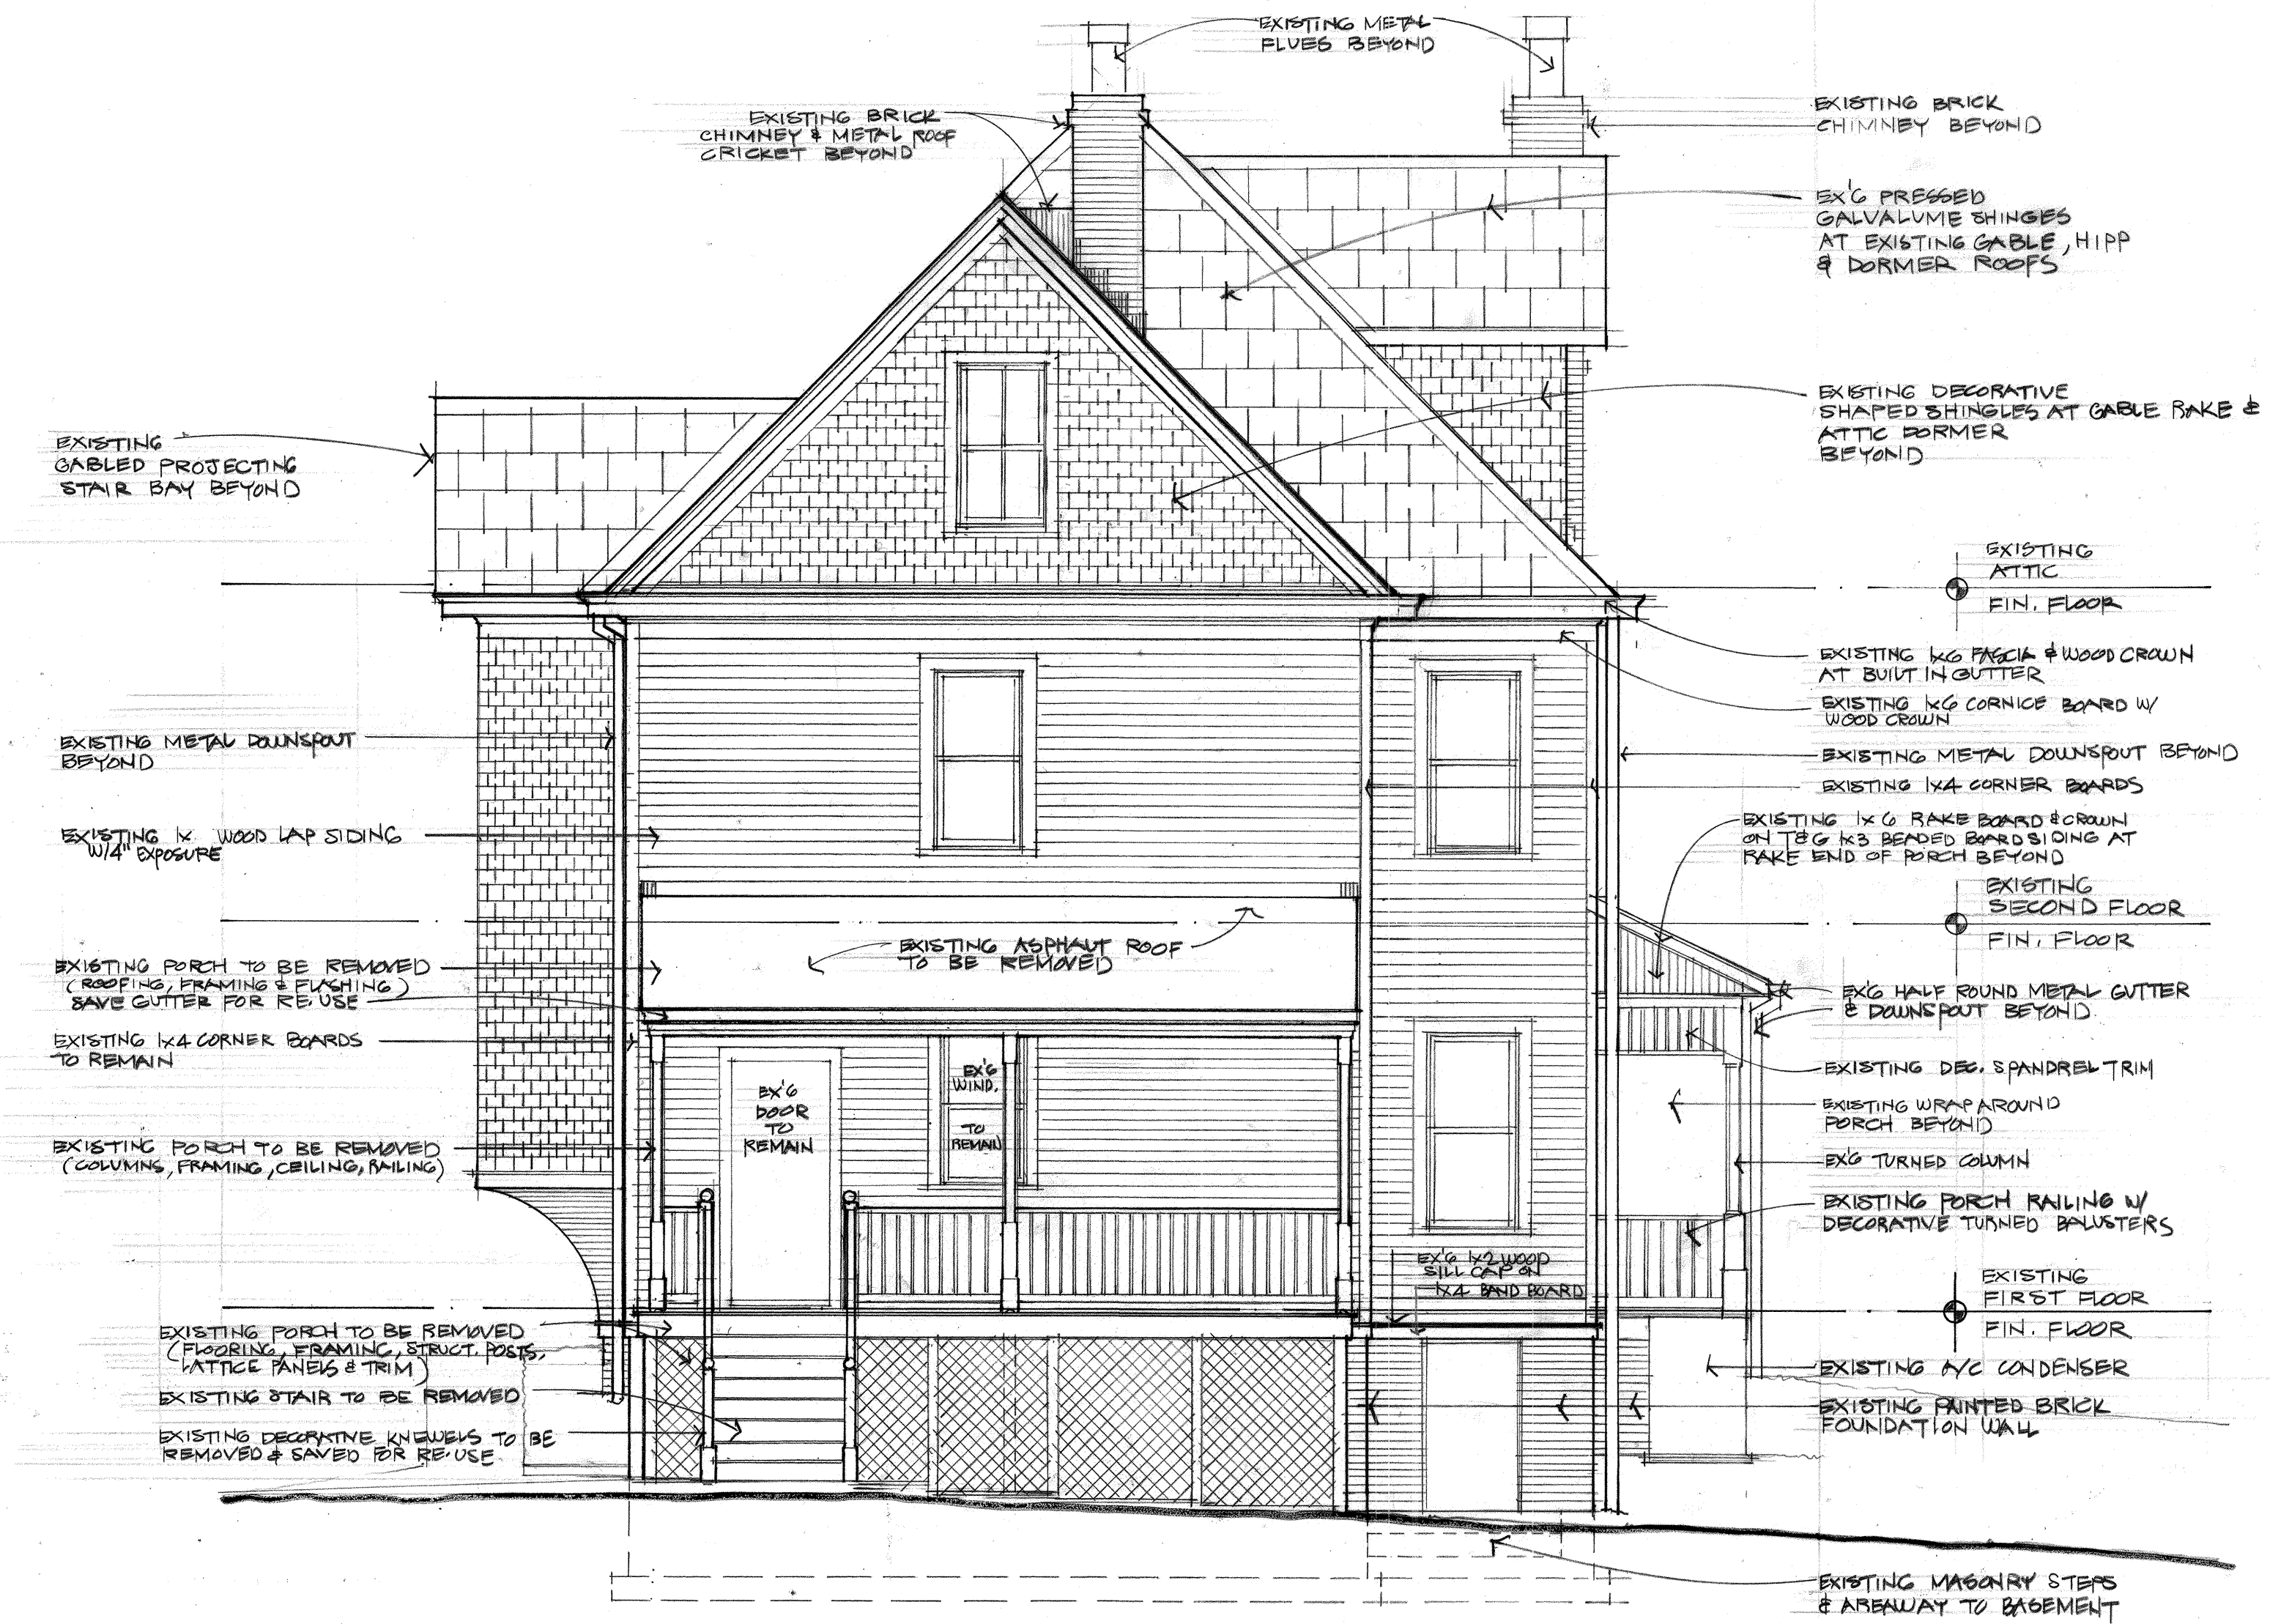 EXISTING METAL
FLUES BEYOND
EXISTING BRICK
CHIMNEY & METAL ROOF
CRICKET BEYOND
EXISTING BRICK
CHIMNEY BEYOND
EX'G PRESSED
GALVALUME SHINGES
AT EXISTING GABLE, HIPP
& DORMER ROOFS
EXISTING DECORATIVE
SHAPED SHINGLES AT GABLE RAKE &
ATTIC DORMER
BEYOND
EXISTING
GABLED PROJECTING
STAIR BAY BEYOND
EXISTING
ATTIC
FIN. FLOOR
EXISTING 1x6 FASCIA & WOOD CROWN
AT BUILT IN GUTTER
EXISTING 1x6 CORNICE BOARD W/
WOOD CROWN
EXISTING METAL DOWNSPOUT
BEYOND
EXISTING METAL DOWNSPOUT BEYOND
EXISTING 1x4 CORNER BOARDS
EXISTING 1x WOOD LAP SIDING
W/4" EXPOSURE
EXISTING 1x6 RAKE BOARD & CROWN
ON T&G 1x3 BEADED BOARD SIDING AT
RAKE END OF PORCH BEYOND
EXISTING
SECOND FLOOR
FIN. FLOOR
EXISTING ASPHAUT ROOF
TO BE REMOVED
EXISTING PORCH TO BE REMOVED
(ROOFING, FRAMING & FLASHING)
SAVE GUTTER FOR RE-USE
EX'G HALF ROUND METAL GUTTER
& DOWNSPOUT BEYOND
EXISTING 1x4 CORNER BOARDS
TO REMAIN
EXISTING DEC. SPANDREL TRIM
EX'G
DOOR
TO
REMAIN
EX'G
WIND.
TO
REMAIN
EXISTING WRAP AROUND
PORCH BEYOND
EXISTING PORCH TO BE REMOVED
(COLUMNS, FRAMING, CEILING, RAILING)
EX'G TURNED COLUMN
EXISTING PORCH RAILING W/
DECORATIVE TURNED BALUSTERS
EX'G 1x2 WOOD
SILL CAP ON
1x4 BAND BOARD
EXISTING
FIRST FLOOR
FIN. FLOOR
EXISTING PORCH TO BE REMOVED
(FLOORING, FRAMING, STRUCT. POSTS,
LATTICE PANELS & TRIM)
EXISTING A/C CONDENSER
EXISTING STAIR TO BE REMOVED
EXISTING PAINTED BRICK
FOUNDATION WALL
EXISTING DECORATIVE KNEWELS TO BE
REMOVED & SAVED FOR RE-USE
EXISTING MASONRY STEPS
& AREAWAY TO BASEMENT